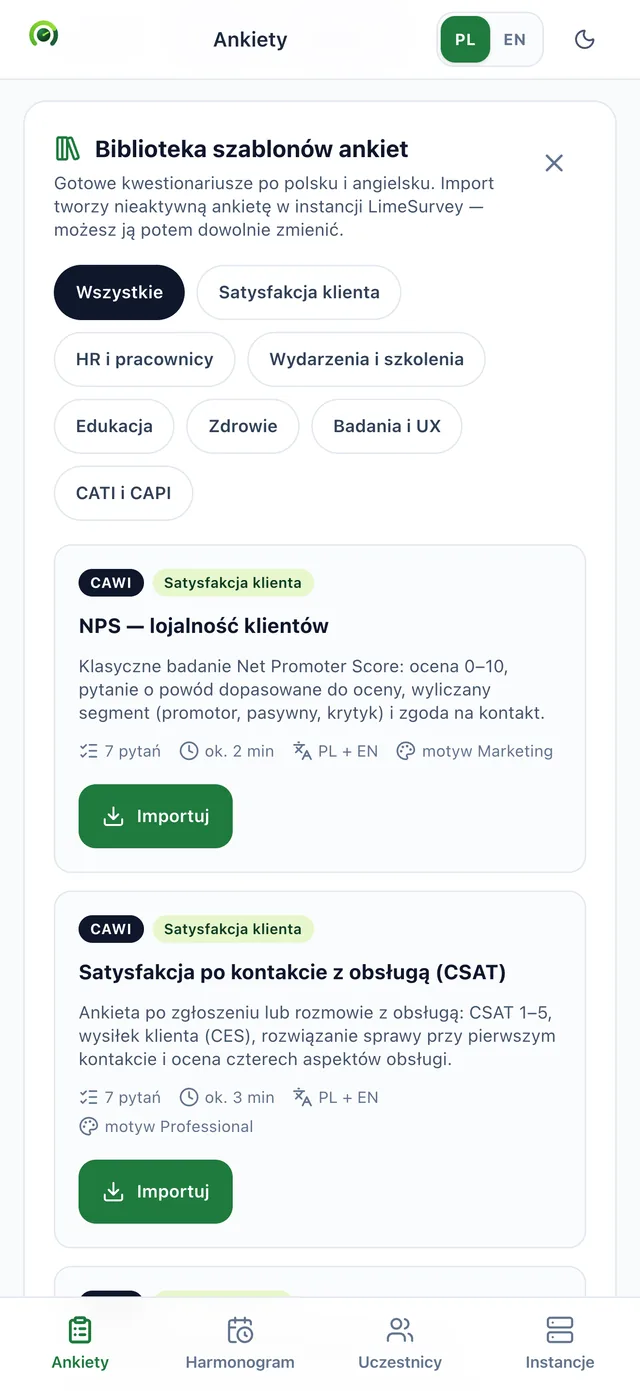 Ankiety
PL EN
Biblioteka szablonów ankiet
Gotowe kwestionariusze po polsku i angielsku. Import
tworzy nieaktywną ankietę w instancji LimeSurvey —
możesz ją potem dowolnie zmienić.
Wszystkie Satysfakcja klienta
HR i pracownicy Wydarzenia i szkolenia
Edukacja Zdrowie Badania i UX
CATI i CAPI
CAWI Satysfakcja klienta
NPS — lojalność klientów
Klasyczne badanie Net Promoter Score: ocena 0–10,
pytanie o powód dopasowane do oceny, wyliczany
segment (promotor, pasywny, krytyk) i zgoda na kontakt.
7 pytań ok. 2 min PL + EN motyw Marketing
Importuj
CAWI Satysfakcja klienta
Satysfakcja po kontakcie z obsługą (CSAT)
Ankieta po zgłoszeniu lub rozmowie z obsługą: CSAT 1–5,
wysiłek klienta (CES), rozwiązanie sprawy przy pierwszym
kontakcie i ocena czterech aspektów obsługi.
7 pytań ok. 3 min PL + EN
motyw Professional
Importuj
Ankiety Harmonogram Uczestnicy Instancje